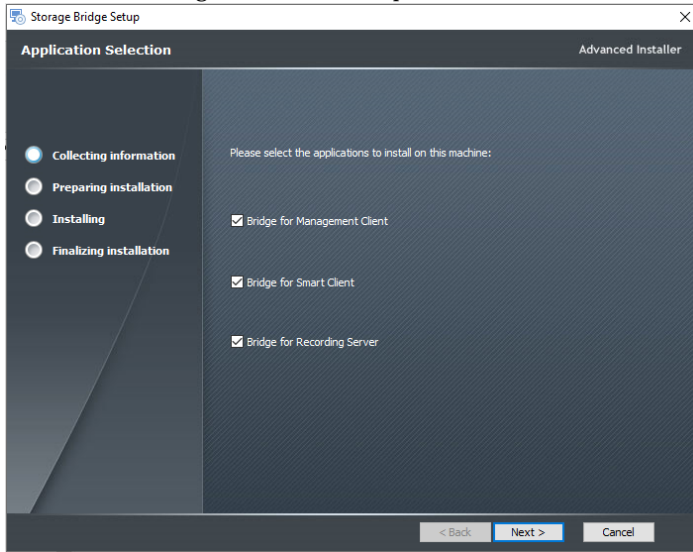 Storage Bridge Setup
Application Selection
Advanced Installer
Collecting information
Preparing installation
Installing
Finalizing installation
Please select the applications to install on this machine:
Bridge for Management Client
Bridge for Smart Client
Bridge for Recording Server
< Back
Next >
Cancel